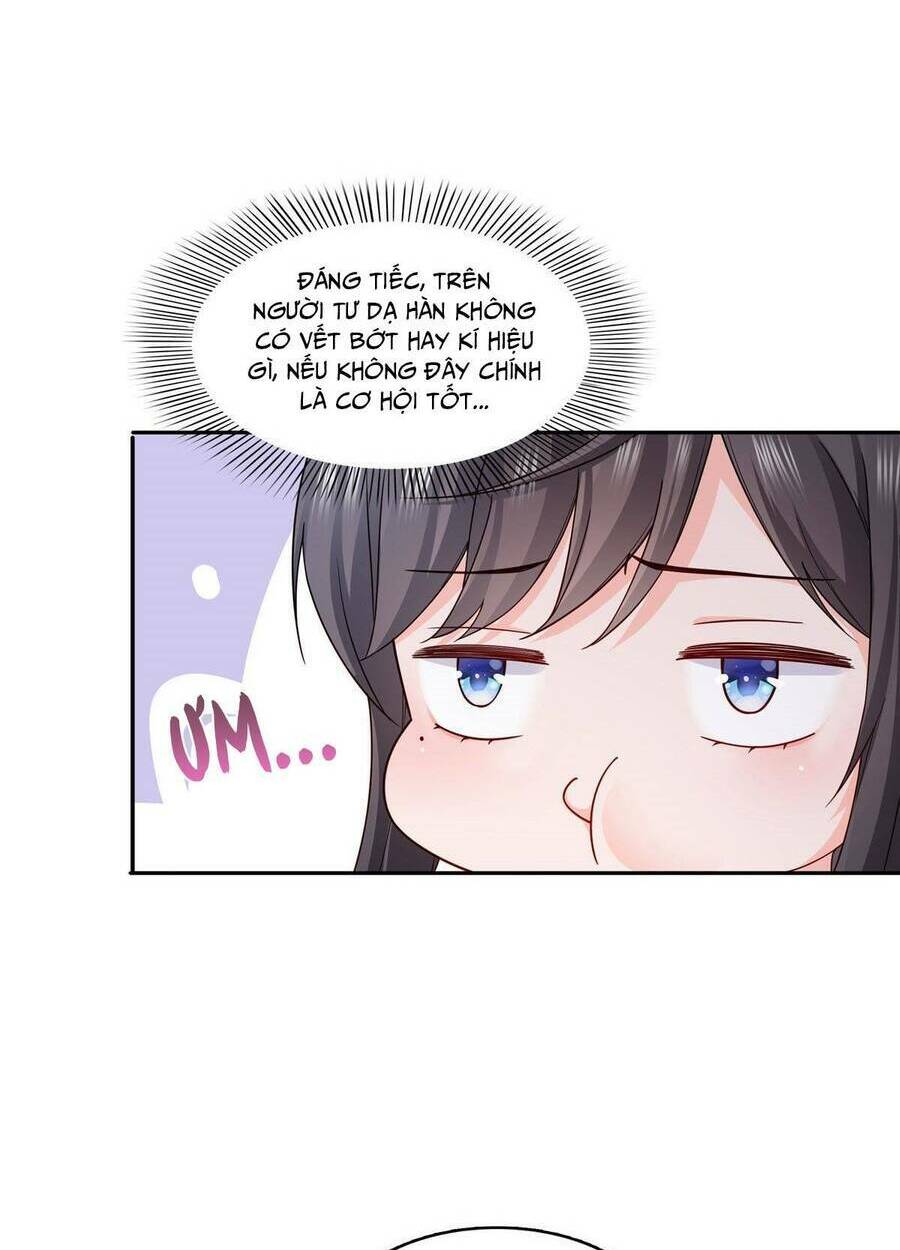 ĐÁNG TIẾC, TRÊN
NGƯỜI TƯ DẠ HÀN KHÔNG
CÓ VẾT BỚT HAY KÍ HIỆU
GÌ, NẾU KHÔNG ĐÂY CHÍNH
LÀ CƠ HỘI TỐT...
ƯM...